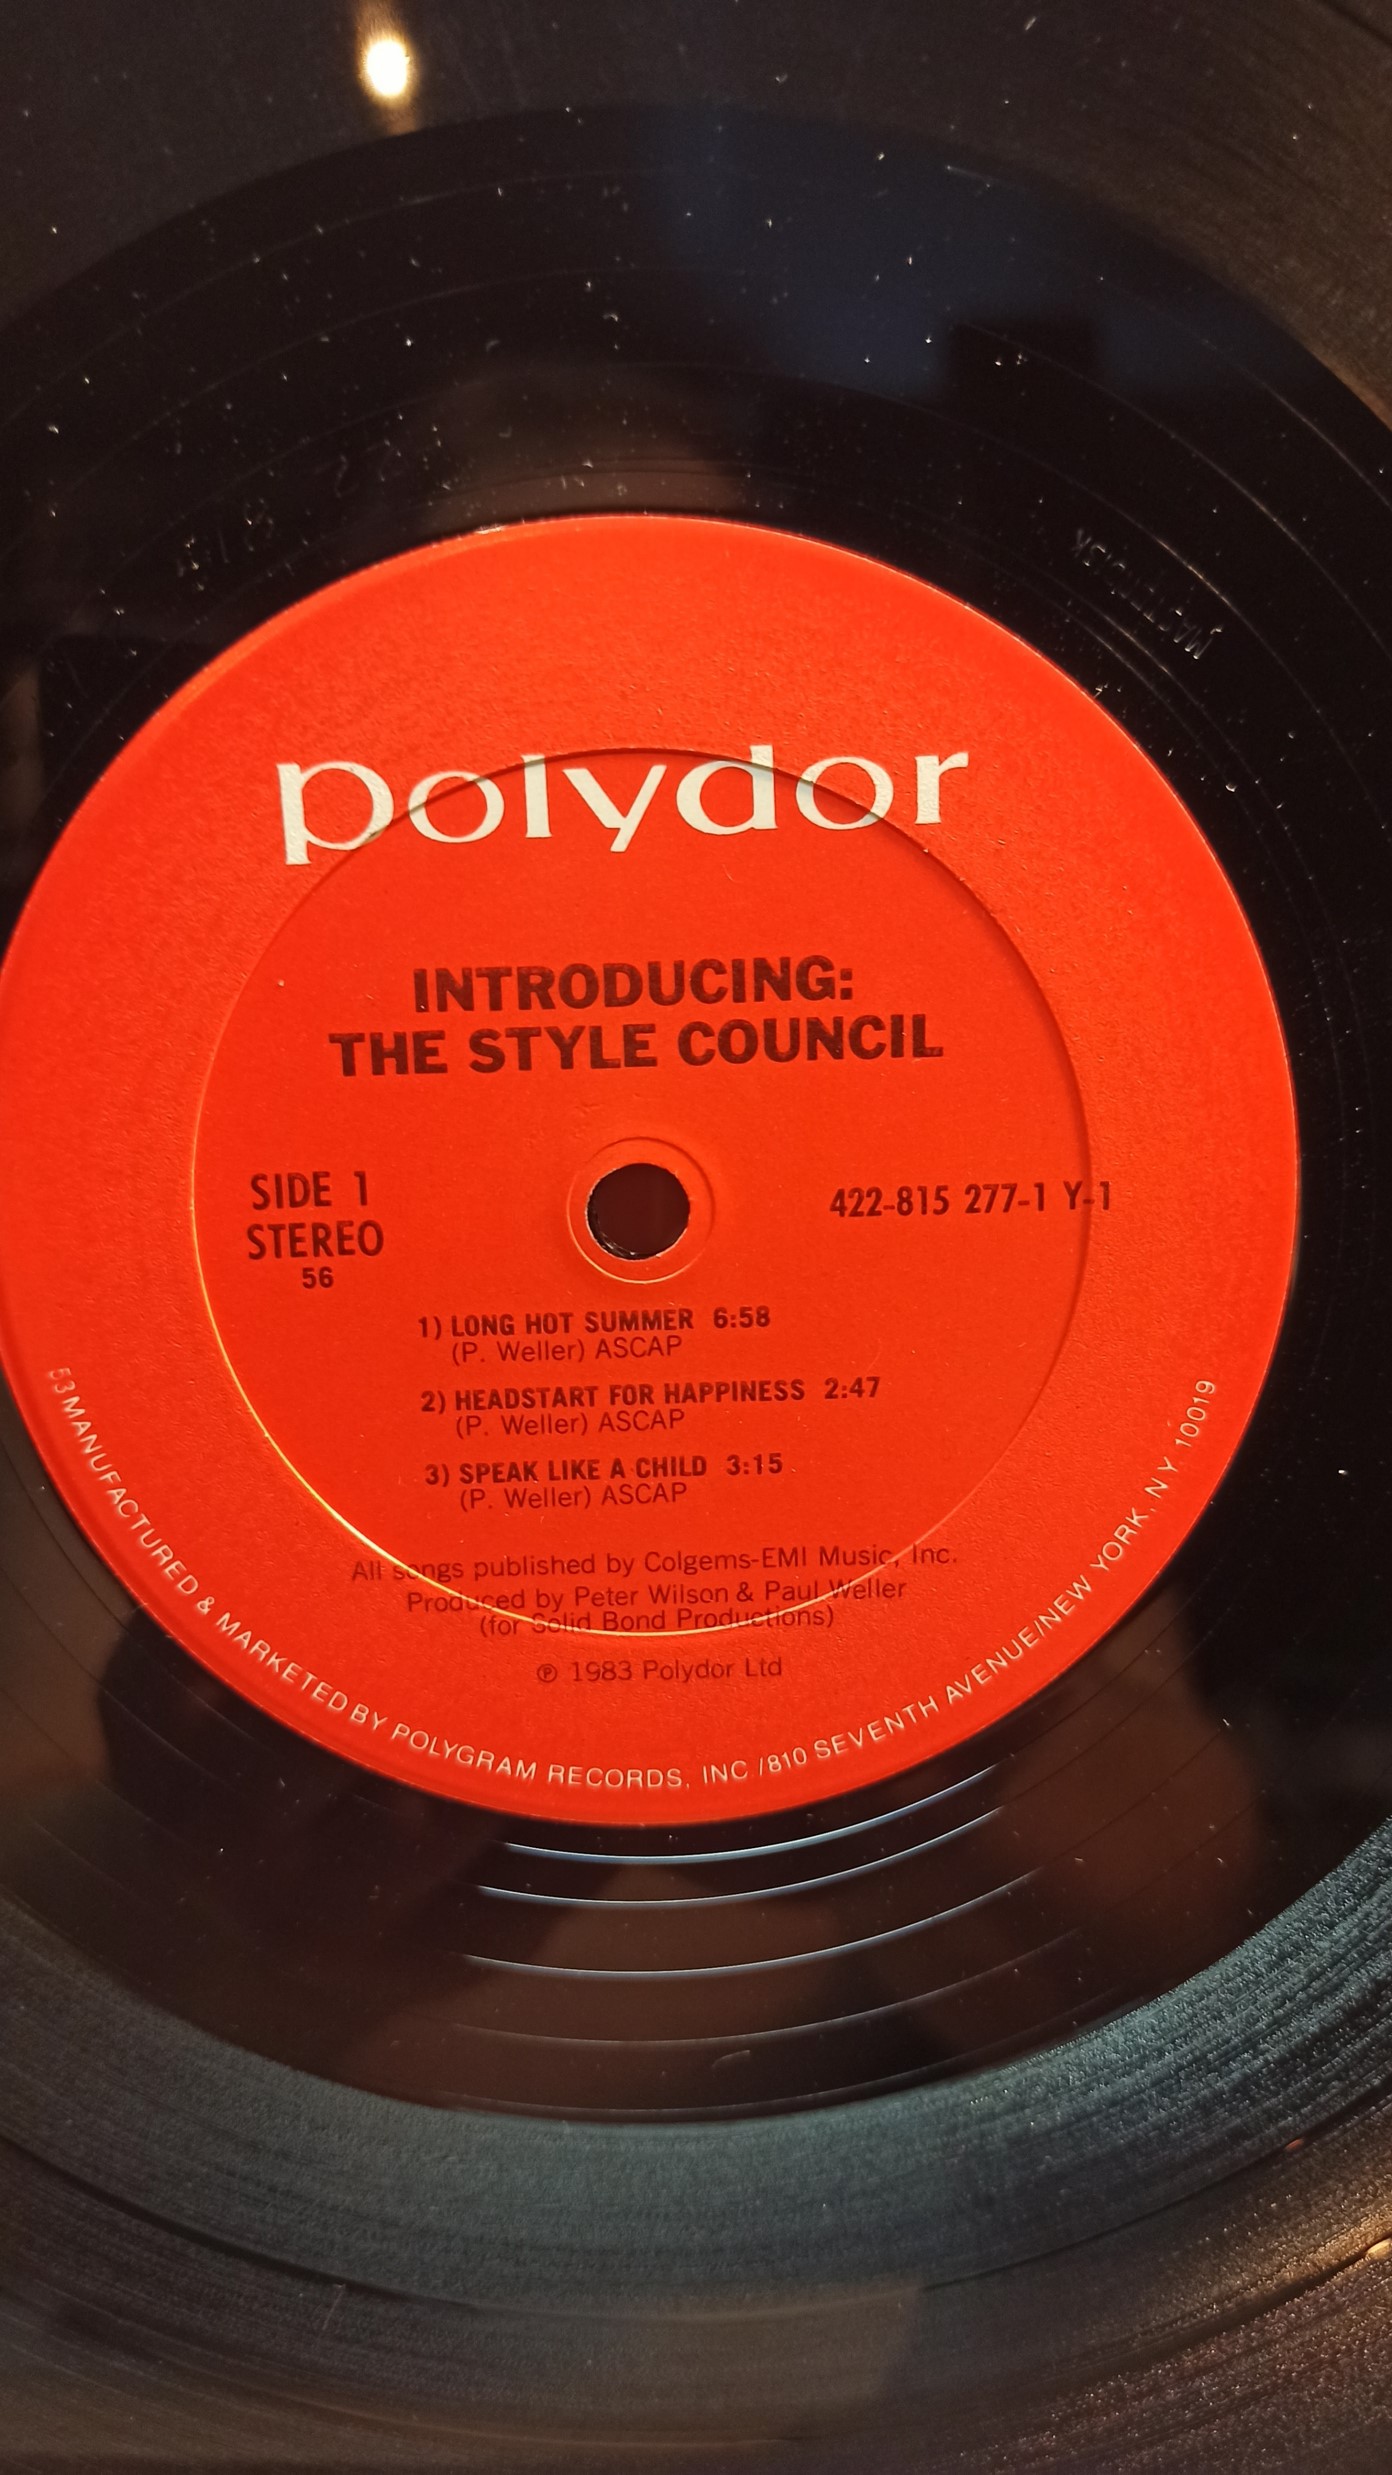 polydor
INTRODUCING:
THE STYLE COUNCIL
SIDE 1
STEREO
56
422-815 277-1 Y-1
1) LONG HOT SUMMER 6:58
(P. Weller) ASCAP
2) HEADSTART FOR HAPPINESS 2:47
(P. Weller) ASCAP
3) SPEAK LIKE A CHILD 3:15
(P. Weller) ASCAP
All songs published by Colgems-EMI Music, Inc.
Produced by Peter Wilson & Paul Weller
(for Solid Bond Productions)
℗ 1983 Polydor Ltd
53 MANUFACTURED & MARKETED BY POLYGRAM RECORDS, INC /810 SEVENTH AVENUE/NEW YORK, N Y 10019
MASTERDISK